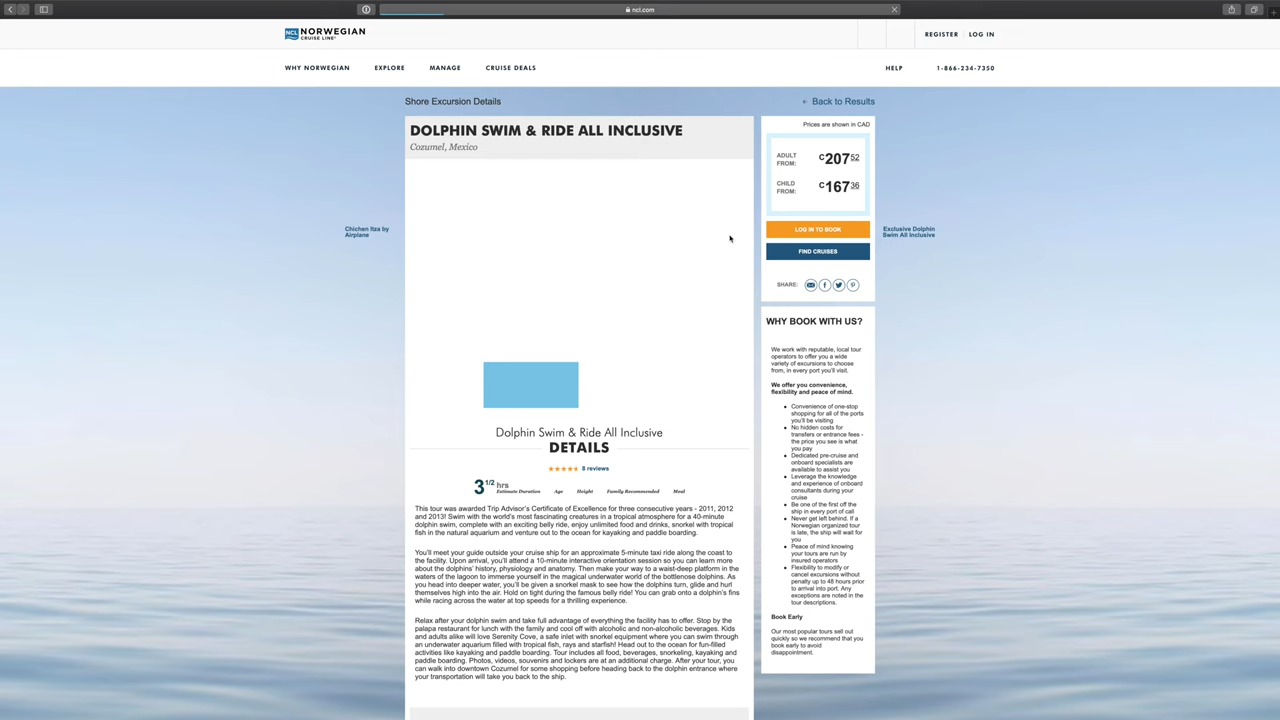 ncl.com
NCL NORWEGIAN
CRUISE LINE®
REGISTER LOG IN
WHY NORWEGIAN EXPLORE MANAGE CRUISE DEALS HELP 1-866-234-7350
Shore Excursion Details
← Back to Results
DOLPHIN SWIM & RIDE ALL INCLUSIVE
Cozumel, Mexico
Chichen Itza by
Airplane
Dolphin Swim & Ride All Inclusive
DETAILS
8 reviews
3 1/2 hrs
Estimate Duration Age Height Family Recommended Meal
This tour was awarded Trip Advisor's Certificate of Excellence for three consecutive years - 2011, 2012
and 2013! Swim with the world's most fascinating creatures in a tropical atmosphere for a 40-minute
dolphin swim, complete with an exciting belly ride, enjoy unlimited food and drinks, snorkel with tropical
fish in the natural aquarium and venture out to the ocean for kayaking and paddle boarding.
You'll meet your guide outside your cruise ship for an approximate 5-minute taxi ride along the coast to
the facility. Upon arrival, you'll attend a 10-minute interactive orientation session so you can learn more
about the dolphins' history, physiology and anatomy. Then make your way to a waist-deep platform in the
waters of the lagoon to immerse yourself in the magical underwater world of the bottlenose dolphins. As
you head into deeper water, you'll be given a snorkel mask to see how the dolphins turn, glide and hurl
themselves high into the air. Hold on tight during the famous belly ride! You can grab onto a dolphin's fins
while racing across the water at top speeds for a thrilling experience.
Relax after your dolphin swim and take full advantage of everything the facility has to offer. Stop by the
palapa restaurant for lunch with the family and cool off with alcoholic and non-alcoholic beverages. Kids
and adults alike will love Serenity Cove, a safe inlet with snorkel equipment where you can swim through
an underwater aquarium filled with tropical fish, rays and starfish! Head out to the ocean for fun-filled
activities like kayaking and paddle boarding. Tour includes all food, beverages, snorkeling, kayaking and
paddle boarding. Photos, videos, souvenirs and lockers are at an additional charge. After your tour, you
can walk into downtown Cozumel for some shopping before heading back to the dolphin entrance where
your transportation will take you back to the ship.
Prices are shown in CAD
ADULT
FROM:
C207 52
CHILD
FROM:
C167 36
LOG IN TO BOOK
FIND CRUISES
SHARE:
Exclusive Dolphin
Swim All Inclusive
WHY BOOK WITH US?
We work with reputable, local tour
operators to offer you a wide
variety of excursions to choose
from, in every port you'll visit.
We offer you convenience,
flexibility and peace of mind.
• Convenience of one-stop
shopping for all of the ports
you'll be visiting
• No hidden costs for
transfers or entrance fees -
the price you see is what
you pay
• Dedicated pre-cruise and
onboard specialists are
available to assist you
• Leverage the knowledge
and experience of onboard
consultants during your
cruise
• Be one of the first off the
ship in every port of call
• Never get left behind. If a
Norwegian organized tour
is late, the ship will wait for
you
• Peace of mind knowing
your tours are run by
insured operators
• Flexibility to modify or
cancel excursions without
penalty up to 48 hours prior
to arrival into port. Any
exceptions are noted in the
tour descriptions.
Book Early
Our most popular tours sell out
quickly so we recommend that you
book early to avoid
disappointment.